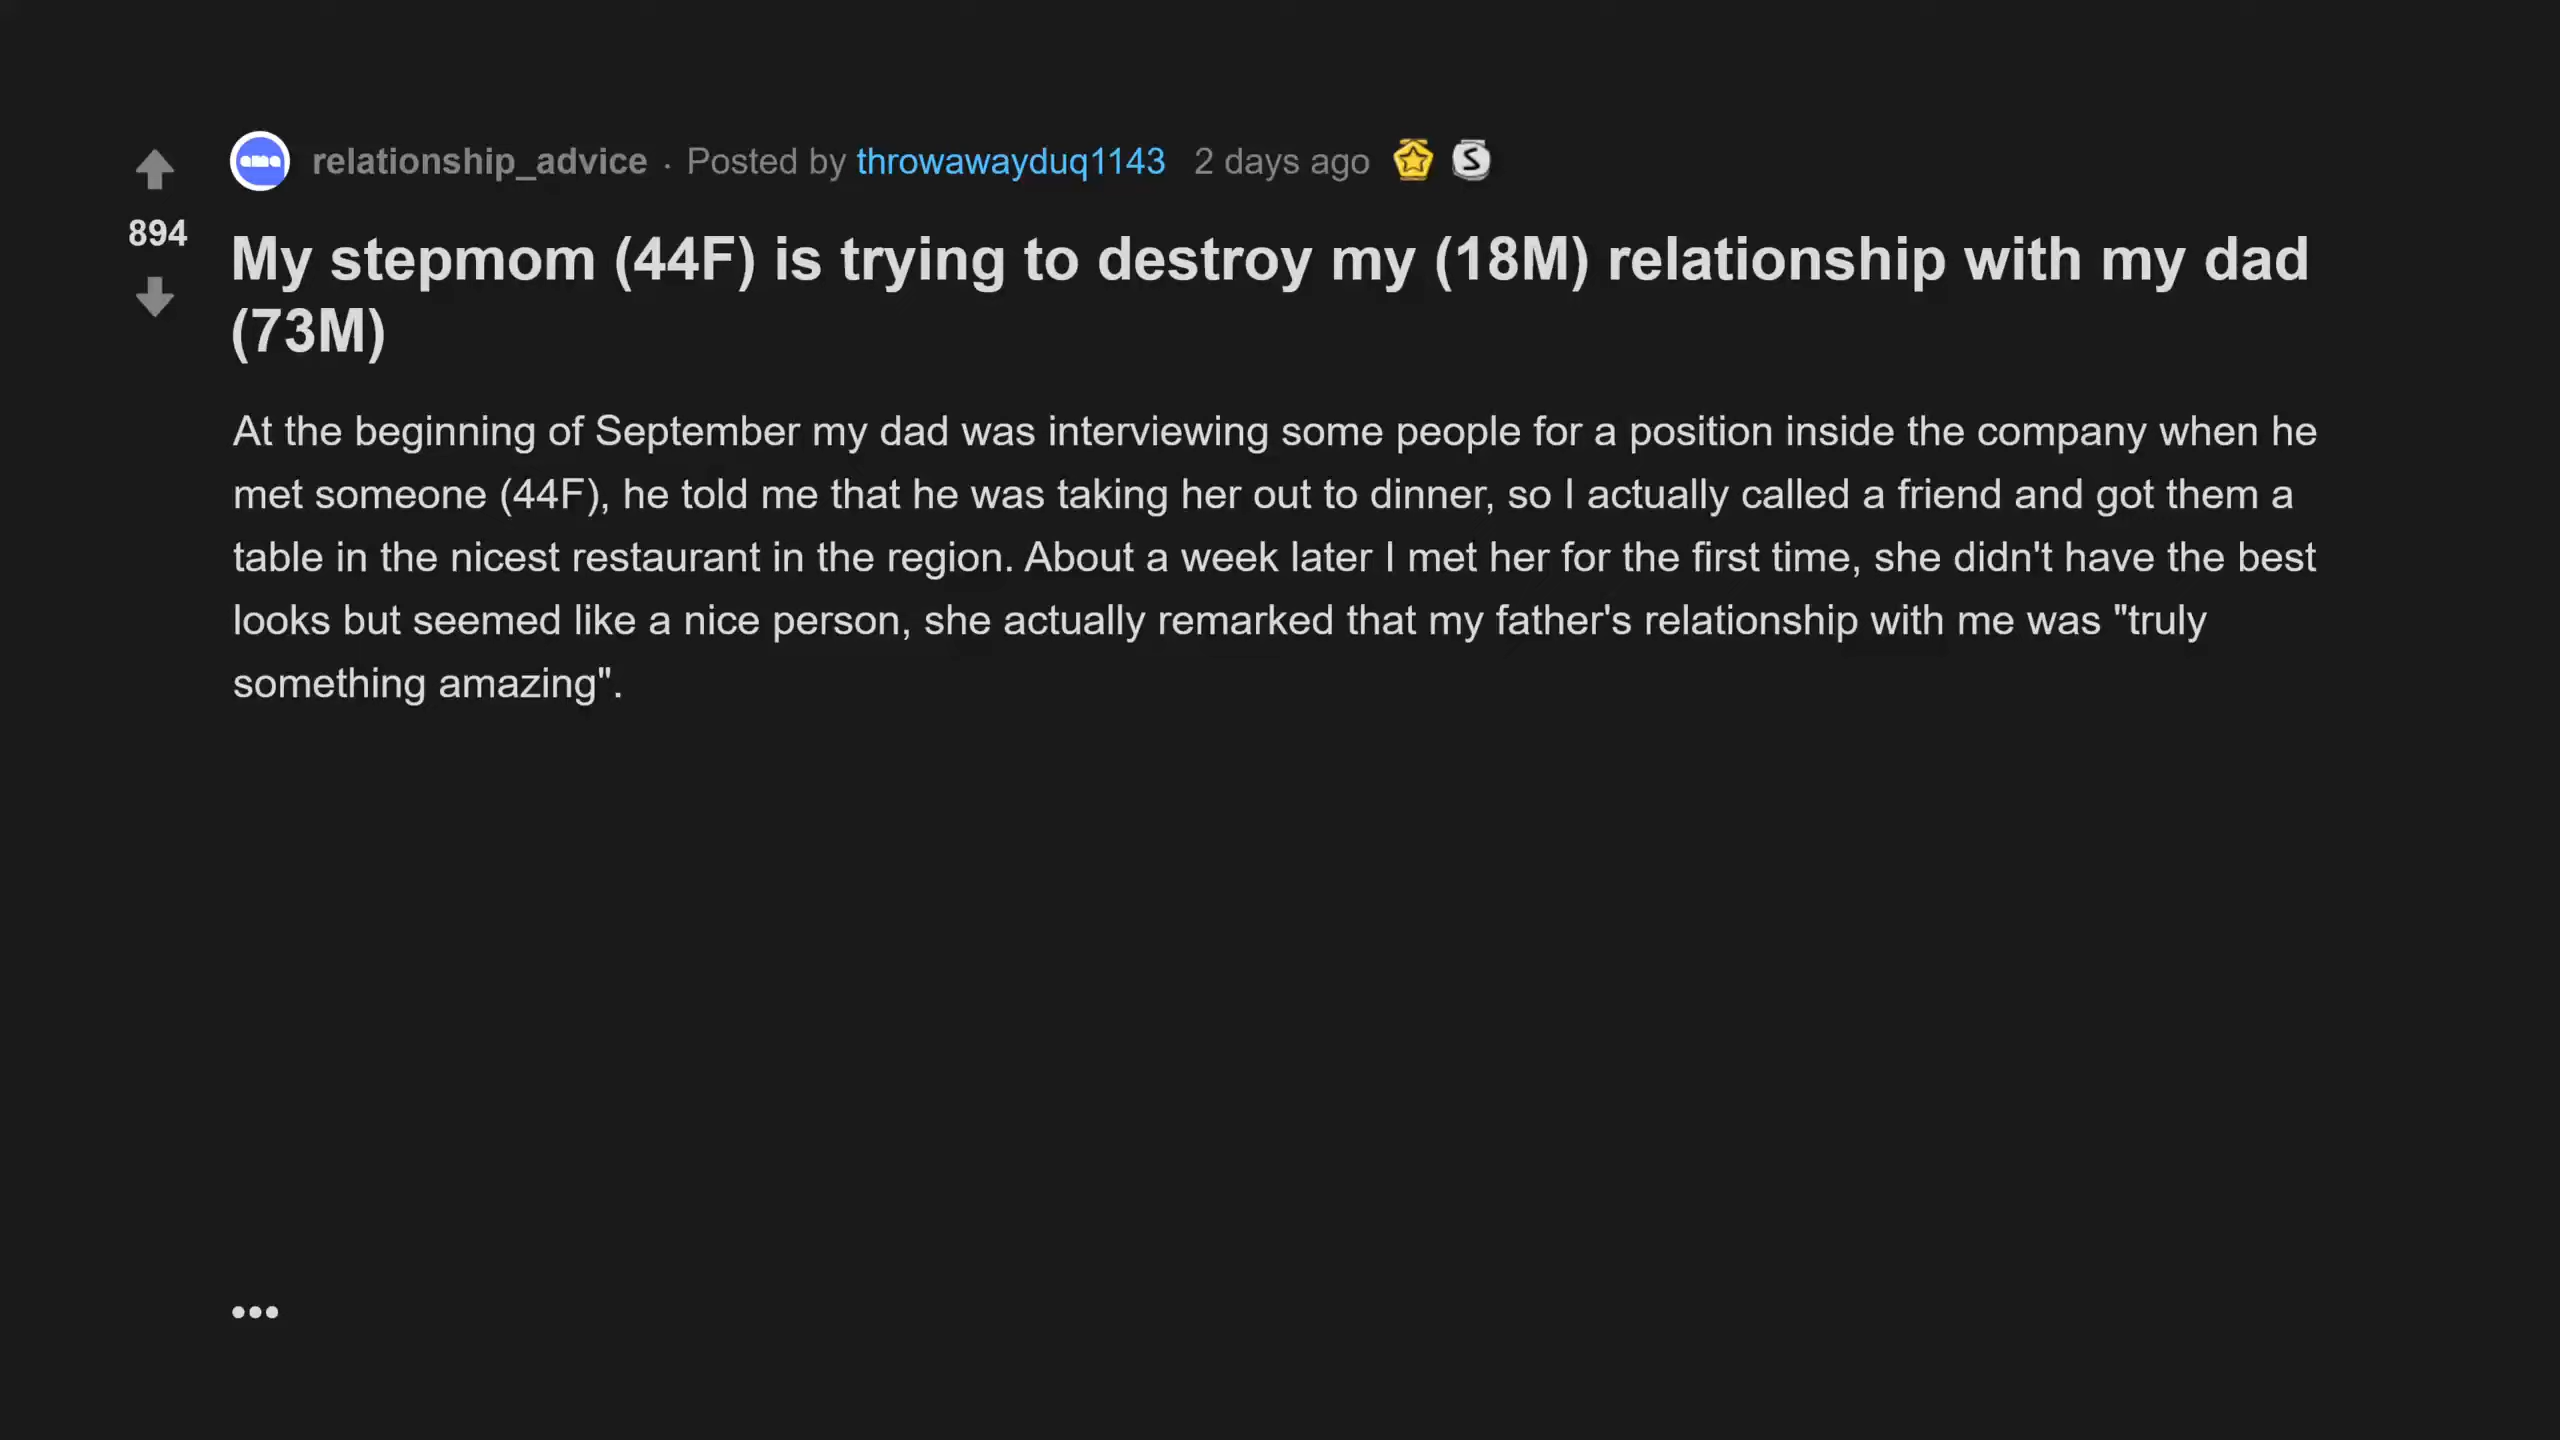 relationship_advice · Posted by throwawayduq1143 2 days ago
894
My stepmom (44F) is trying to destroy my (18M) relationship with my dad
(73M)
At the beginning of September my dad was interviewing some people for a position inside the company when he
met someone (44F), he told me that he was taking her out to dinner, so I actually called a friend and got them a
table in the nicest restaurant in the region. About a week later I met her for the first time, she didn't have the best
looks but seemed like a nice person, she actually remarked that my father's relationship with me was "truly
something amazing".
•••